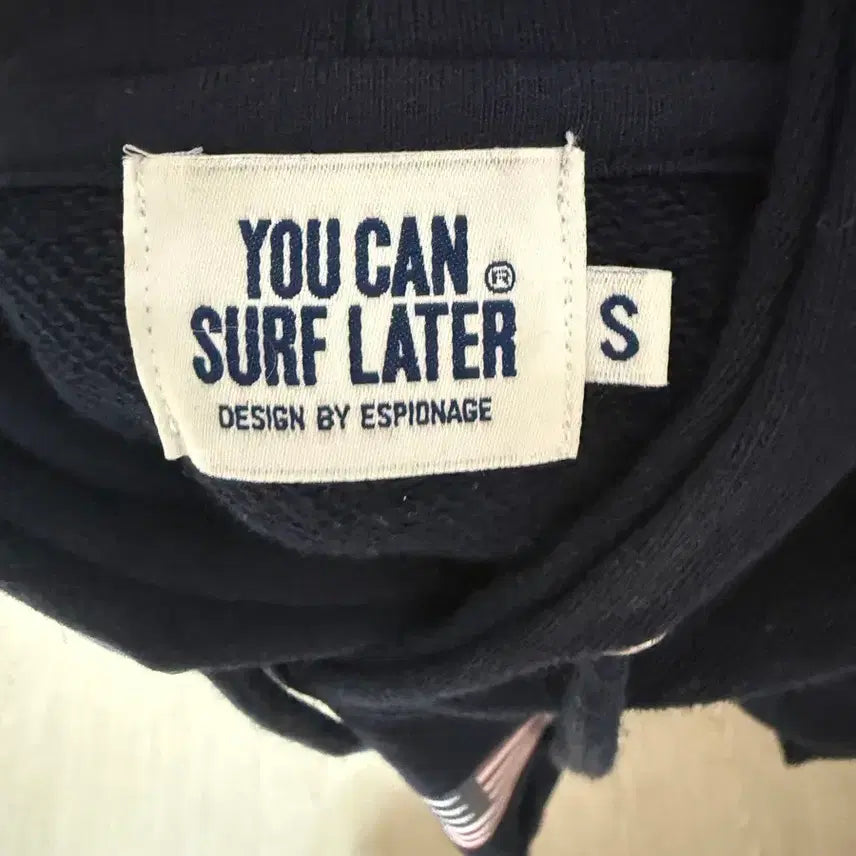 YOU CAN ®
SURF LATER
DESIGN BY ESPIONAGE
S